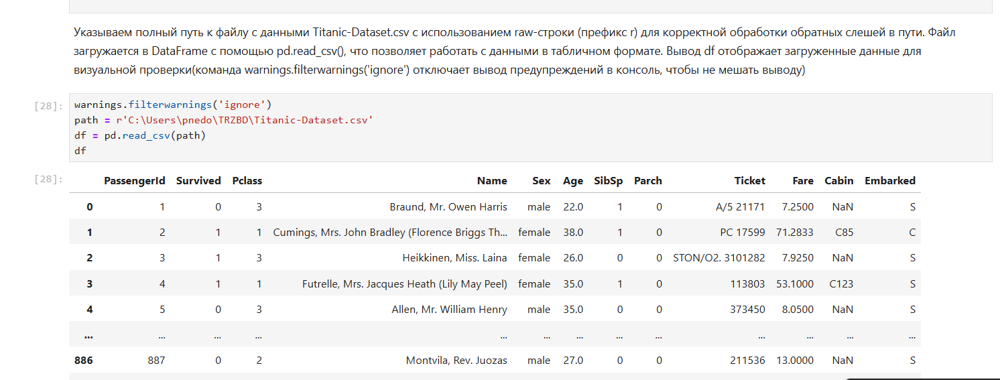 Указываем полный путь к файлу с данными Titanic-Dataset.csv с использованием raw-строки (префикс r) для корректной обработки обратных слешей в пути. Файл
загружается в DataFrame с помощью pd.read_csv(), что позволяет работать с данными в табличном формате. Вывод df отображает загруженные данные для
визуальной проверки(команда warnings.filterwarnings('ignore') отключает вывод предупреждений в консоль, чтобы не мешать выводу)
[28]: warnings.filterwarnings('ignore')
path = r'C:\Users\pnedo\TRZBD\Titanic-Dataset.csv'
df = pd.read_csv(path)
df
[28]: PassengerId Survived Pclass Name Sex Age SibSp Parch Ticket Fare Cabin Embarked
0 1 0 3 Braund, Mr. Owen Harris male 22.0 1 0 A/5 21171 7.2500 NaN S
1 2 1 1 Cumings, Mrs. John Bradley (Florence Briggs Th... female 38.0 1 0 PC 17599 71.2833 C85 C
2 3 1 3 Heikkinen, Miss. Laina female 26.0 0 0 STON/O2. 3101282 7.9250 NaN S
3 4 1 1 Futrelle, Mrs. Jacques Heath (Lily May Peel) female 35.0 1 0 113803 53.1000 C123 S
4 5 0 3 Allen, Mr. William Henry male 35.0 0 0 373450 8.0500 NaN S
... ... ... ... ... ... ... ... ... ... ... ... ...
886 887 0 2 Montvila, Rev. Juozas male 27.0 0 0 211536 13.0000 NaN S